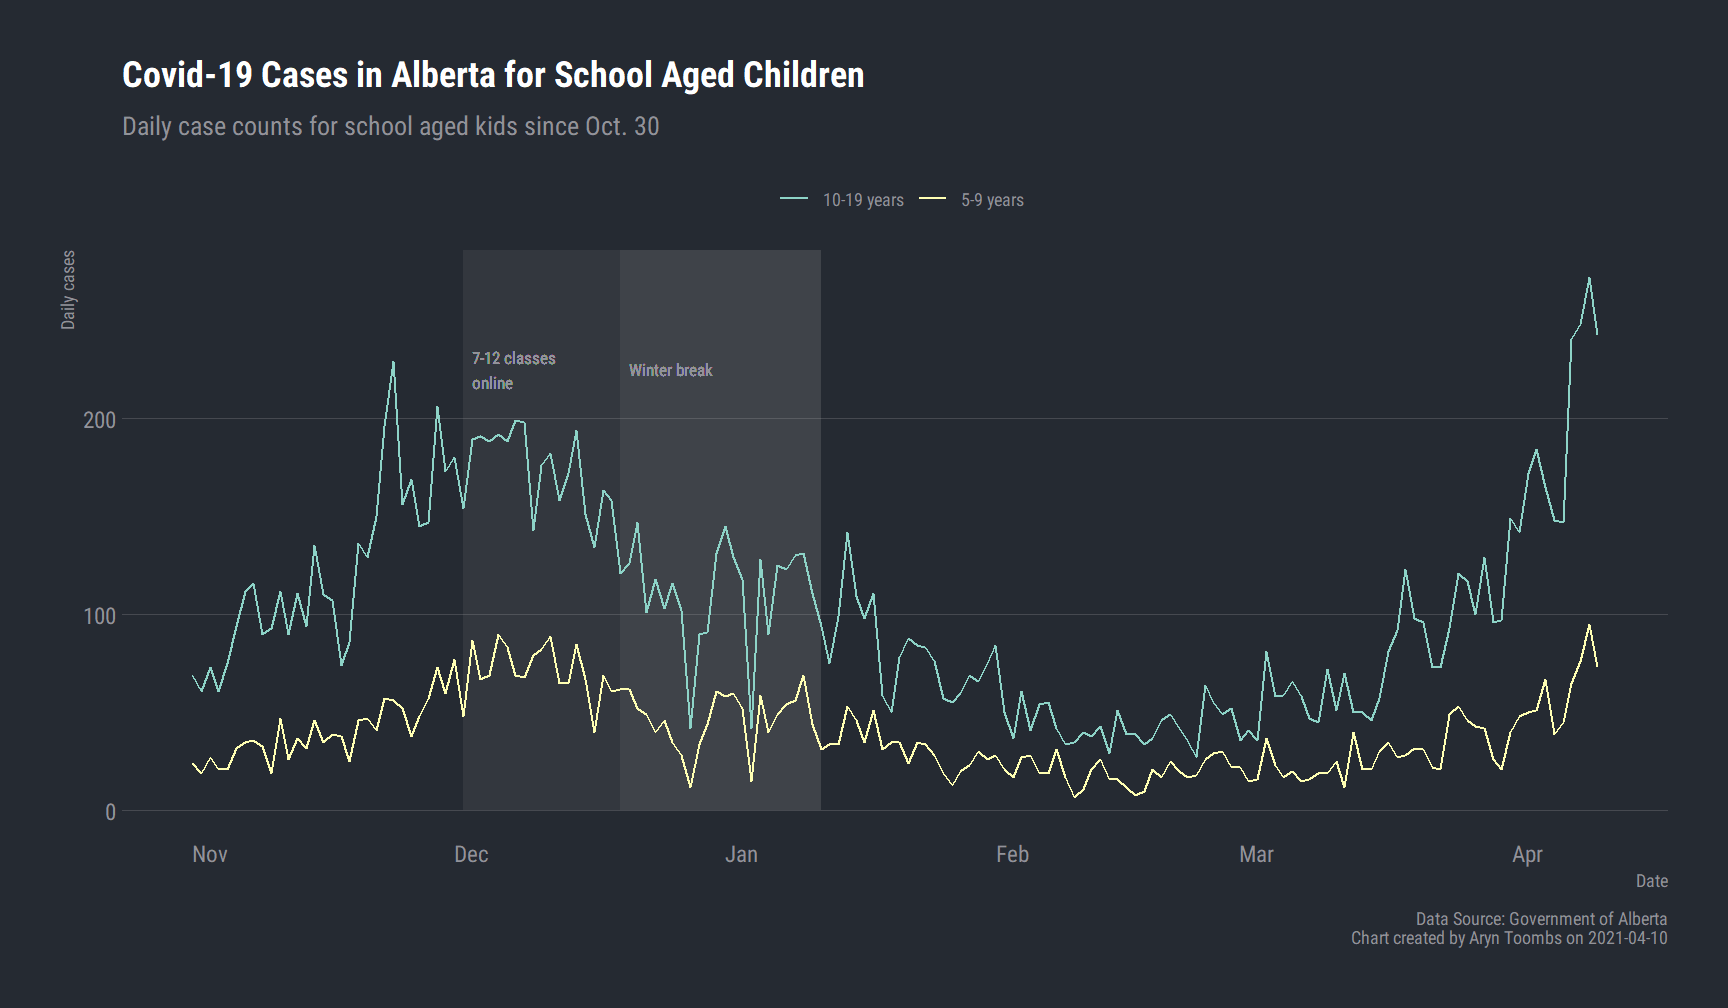 Covid-19 Cases in Alberta for School Aged Children
Daily case counts for school aged kids since Oct. 30
10-19 years
5-9 years
Daily cases
7-12 classes
online
Winter break
200
100
0
Nov
Dec
Jan
Feb
Mar
Apr
Date
Data Source: Government of Alberta
Chart created by Aryn Toombs on 2021-04-10